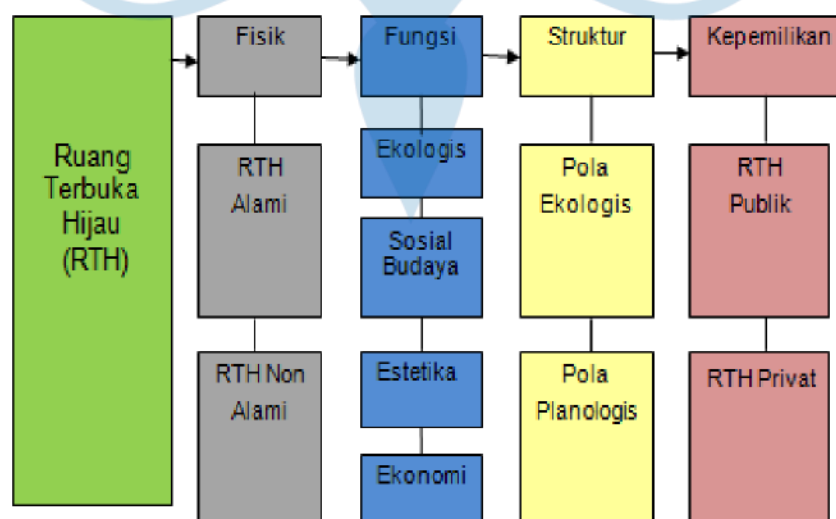 Ruang
Terbuka
Hijau
(RTH)
Fisik
RTH
Alami
RTH Non
Alami
Fungsi
Ekologis
Sosial
Budaya
Estetika
Ekonomi
Struktur
Pola
Ekologis
Pola
Planologis
Kepemilikan
RTH
Publik
RTH Privat